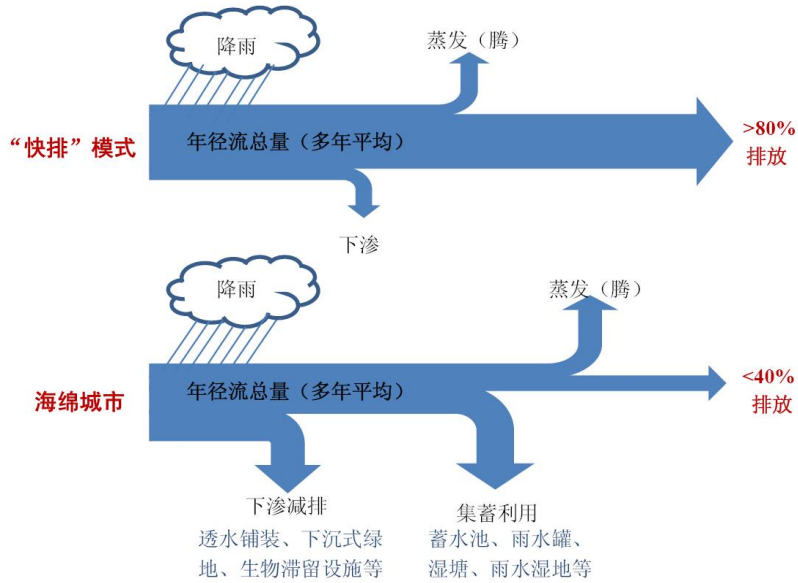 降雨
蒸发（腾）
“快排”模式
年径流总量（多年平均）
>80%
排放
下渗
降雨
蒸发（腾）
海绵城市
年径流总量（多年平均）
<40%
排放
下渗减排
透水铺装、下沉式绿
地、生物滞留设施等
集蓄利用
蓄水池、雨水罐、
湿塘、雨水湿地等